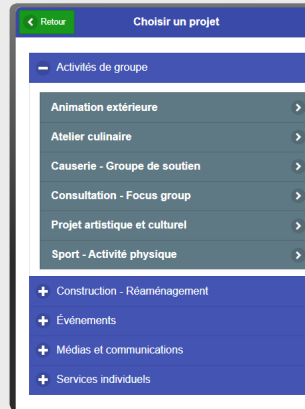 Retour
Choisir un projet
Activités de groupe
Animation extérieure
Atelier culinaire
Causerie - Groupe de soutien
Consultation - Focus group
Projet artistique et culturel
Sport - Activité physique
Construction - Réaménagement
Événements
Médias et communications
Services individuels